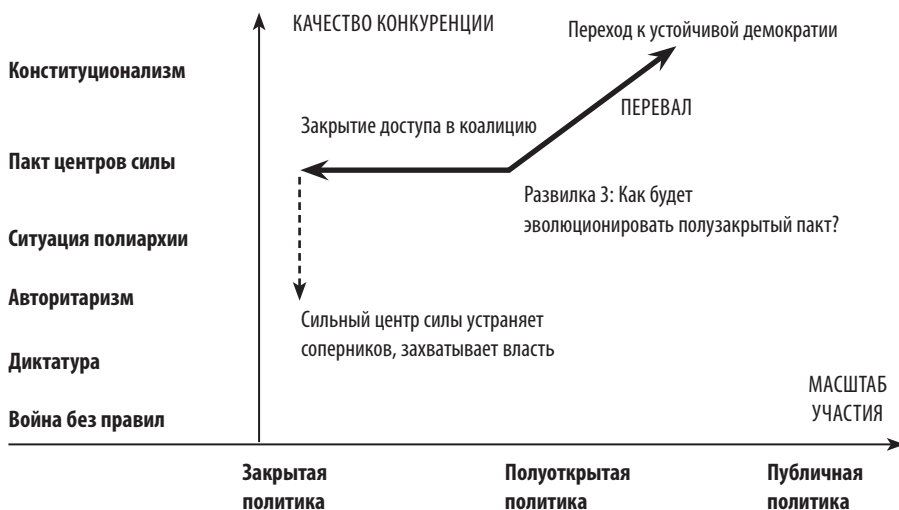 КАЧЕСТВО КОНКУРЕНЦИИ
Переход к устойчивой демократии
Конституционализм
ПЕРЕВАЛ
Закрытие доступа в коалицию
Пакт центров силы
Развилка 3: Как будет
эволюционировать полузакрытый пакт?
Ситуация полиархии
Авторитаризм
Сильный центр силы устраняет
соперников, захватывает власть
Диктатура
МАСШТАБ
УЧАСТИЯ
Война без правил
Закрытая
политика
Полуоткрытая
политика
Публичная
политика